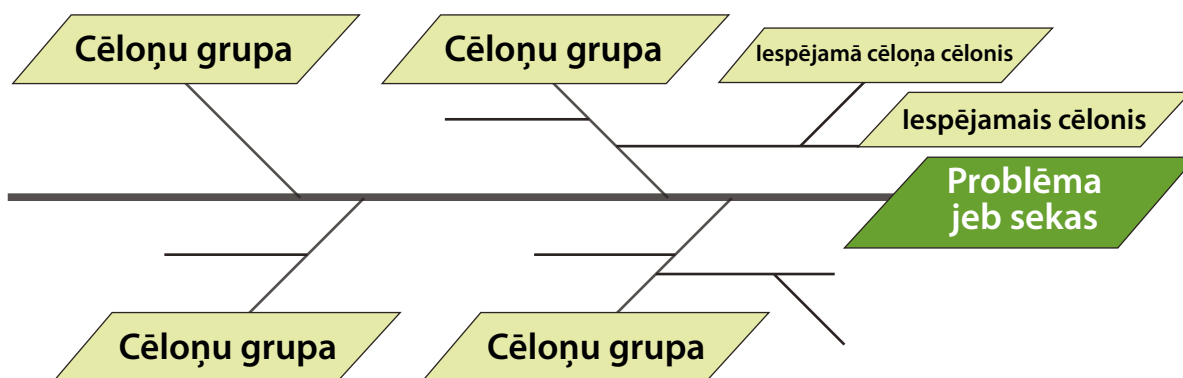 Cēloņu grupa
Cēloņu grupa
Iespējamā cēloņa cēlonis
Iespējamais cēlonis
Problēma
jeb sekas
Cēloņu grupa
Cēloņu grupa